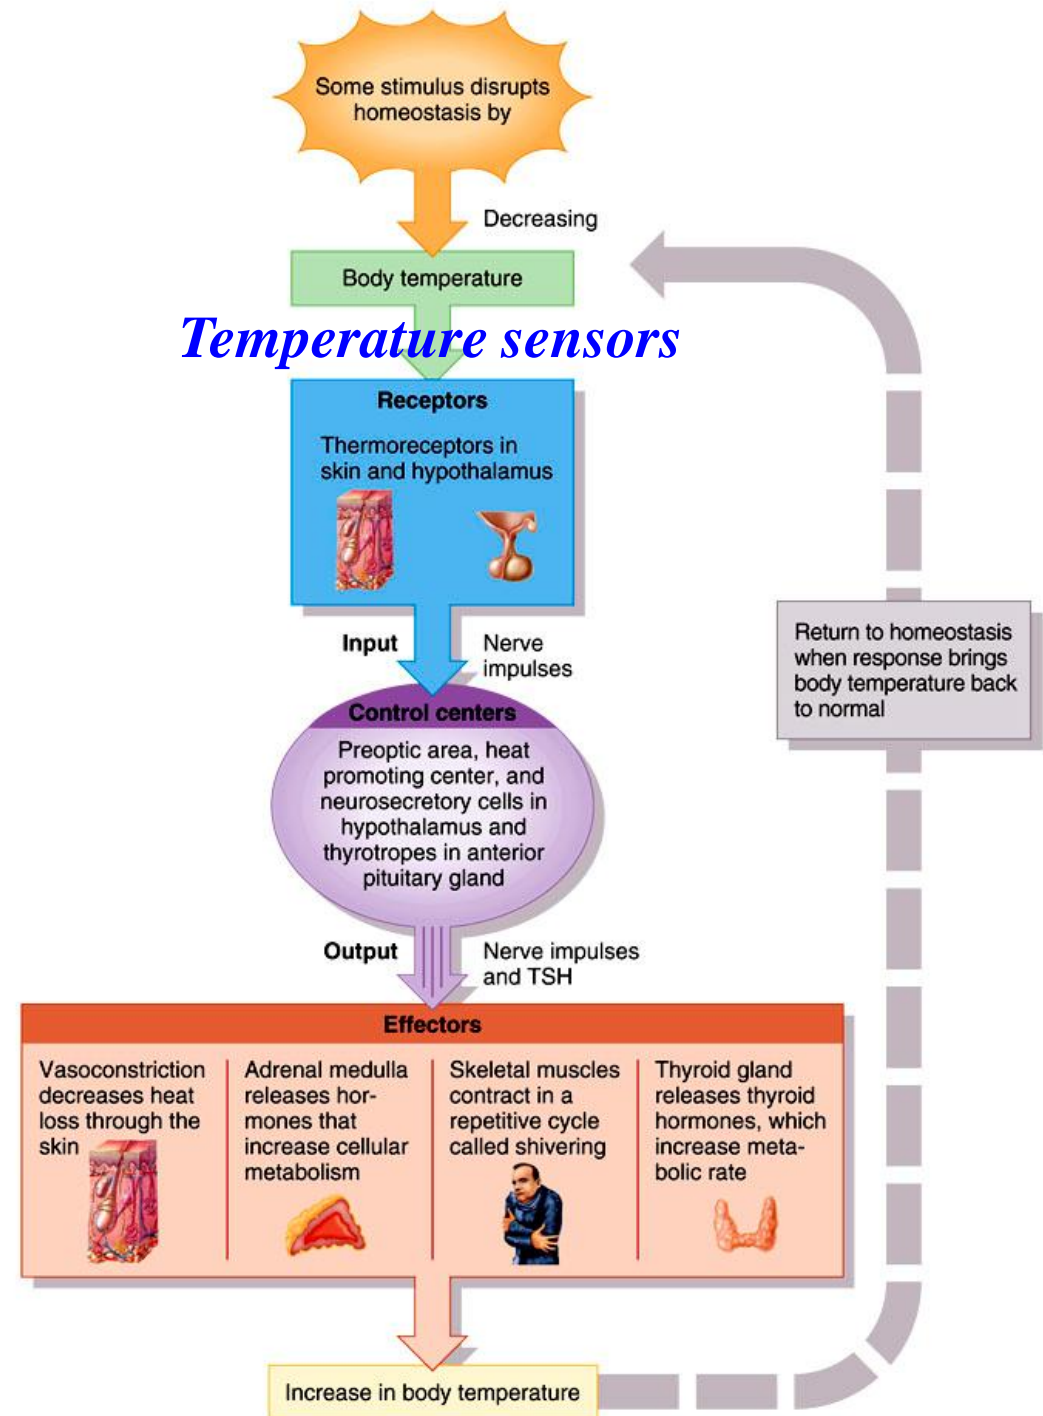 Some stimulus disrupts
homeostasis by
Decreasing
Body temperature
Temperature sensors
Receptors
Thermoreceptors in
skin and hypothalamus
Input
Nerve
impulses
Control centers
Preoptic area, heat
promoting center, and
neurosecretory cells in
hypothalamus and
thyrotropes in anterior
pituitary gland
Return to homeostasis
when response brings
body temperature back
to normal
Output
Nerve impulses
and TSH
Effectors
Vasoconstriction
decreases heat
loss through the
skin
Adrenal medulla
releases hor-
mones that
increase cellular
metabolism
Skeletal muscles
contract in a
repetitive cycle
called shivering
Thyroid gland
releases thyroid
hormones, which
increase meta-
bolic rate
Increase in body temperature